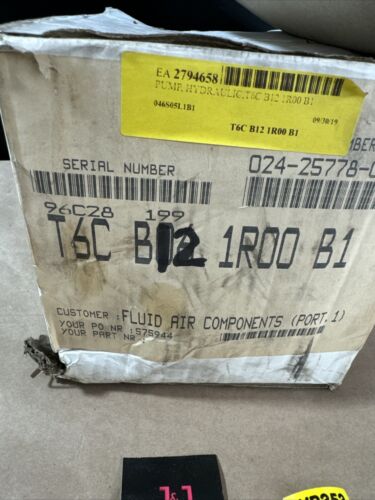 EA 2794658
PUMP, HYDRAULIC,T6C B12 1R00 B1
046S05L1B1
09/30/19
T6C B12 1R00 B1
SERIAL NUMBER
024-25778-
96C28 199
T6C B12 1R00 B1
CUSTOMER : FLUID AIR COMPONENTS (PORT.1)
YOUR PO NR : 575944
YOUR PART NR :
J&J